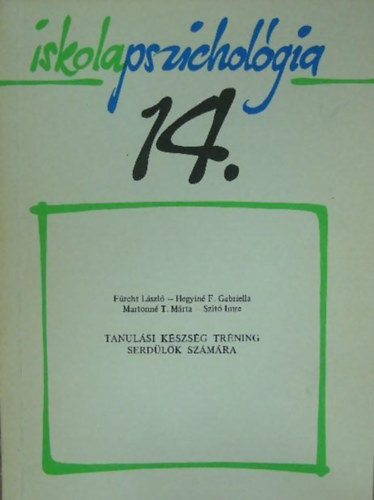 iskolapszichológia
14.
Fürcht László – Hegyiné F. Gabriella
Martonné T. Márta – Szitó Imre
TANULÁSI KÉSZSÉG TRÉNING
SERDÜLŐK SZÁMÁRA